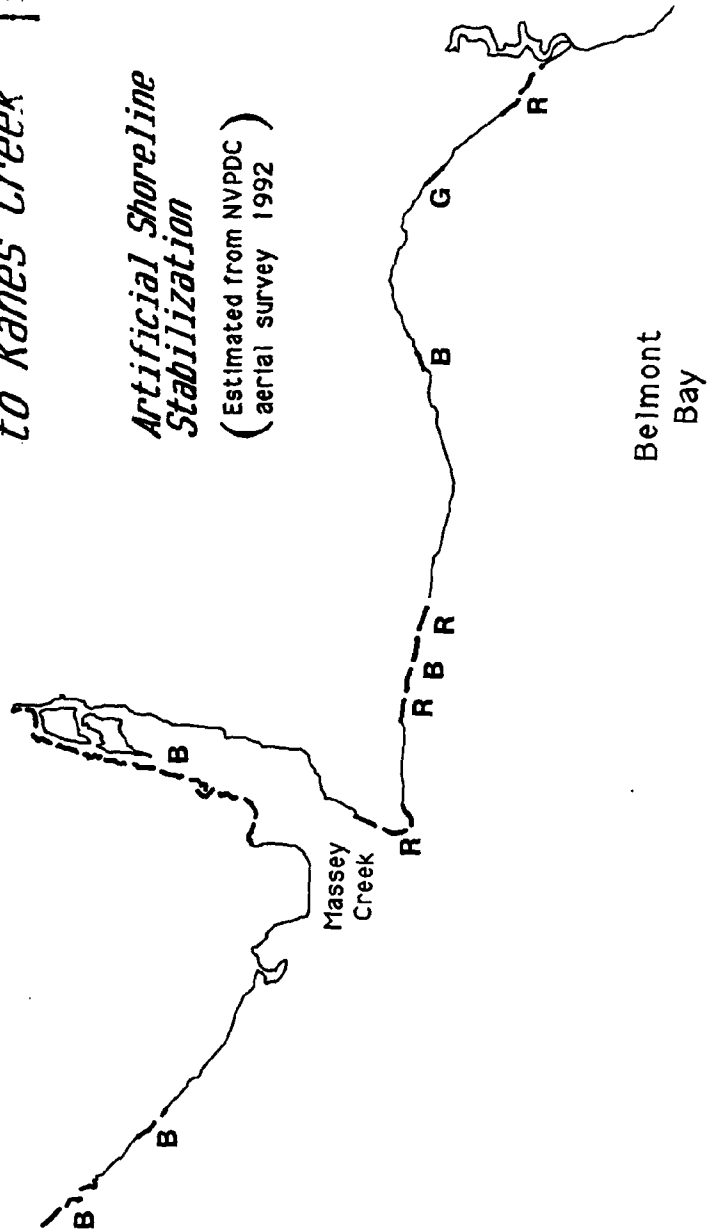 to Kanes Creek
Artificial Shoreline
Stabilization
(Estimated from NVPDC
aerial survey 1992)
B
B
B
Massey
Creek
R
R
B
R
B
G
R
Belmont
Bay